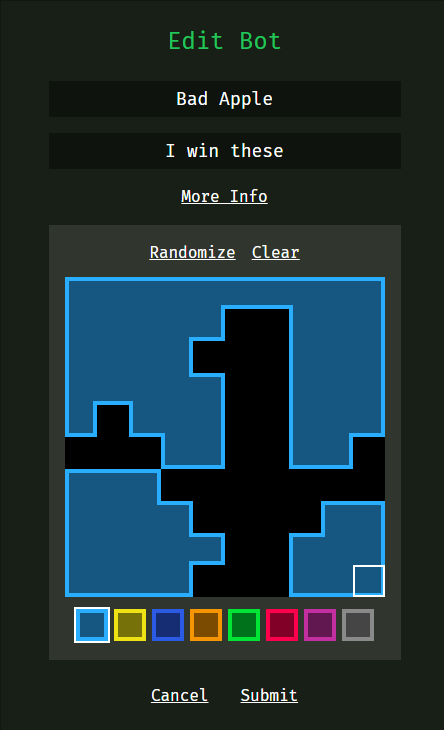 Edit Bot
Bad Apple
I win these
More Info
Randomize Clear
Cancel Submit